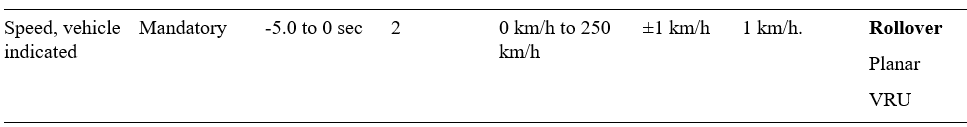 Speed, vehicle Mandatory -5.0 to 0 sec 2 0 km/h to 250 ±1 km/h 1 km/h. Rollover
indicated km/h
Planar
VRU